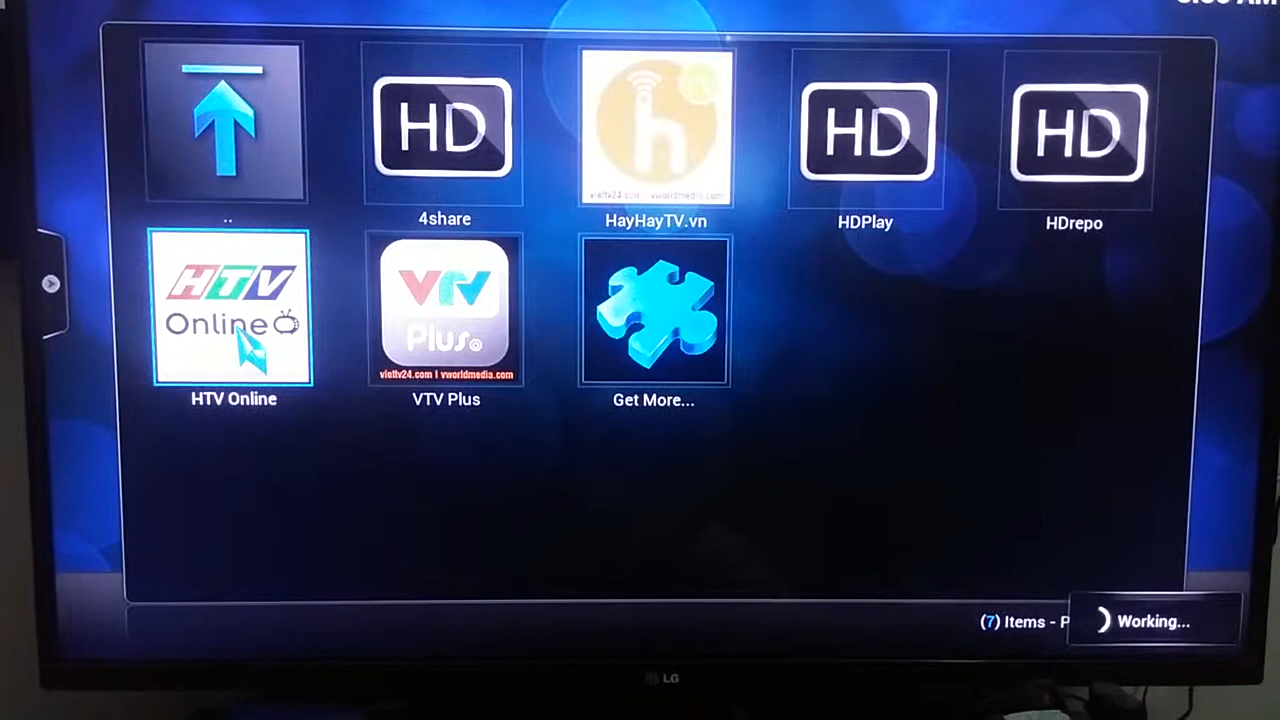 AM
HD
HD
HD
h
..
4share
HayHayTV.vn
HDPlay
HDrepo
HTV
Online
VTV
Plus
viettv24.com | vworldmedia.com
HTV Online
VTV Plus
Get More...
(7) Items - P
Working...
LG